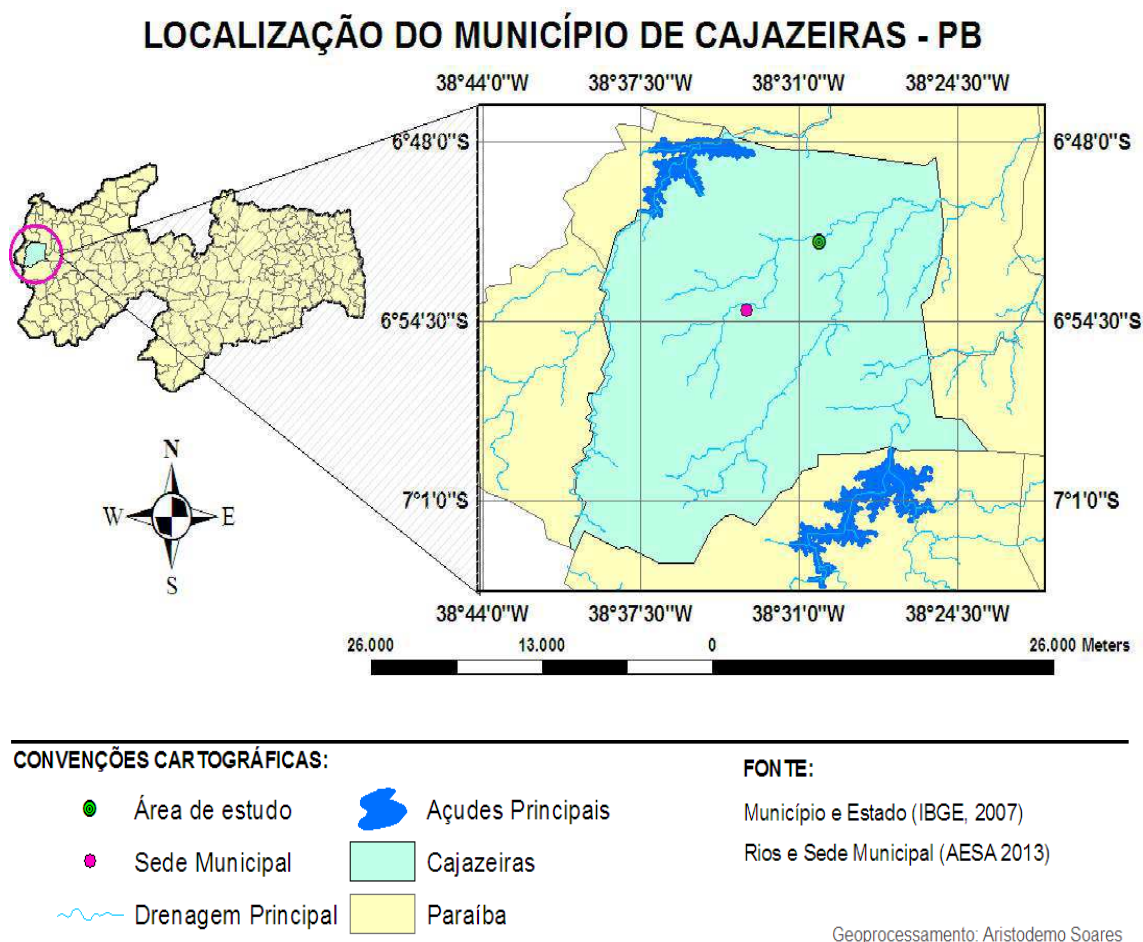 LOCALIZAÇÃO DO MUNICÍPIO DE CAJAZEIRAS - PB
38°44'0"W 38°37'30"W 38°31'0"W 38°24'30"W
6°48'0"S 6°48'0"S
6°54'30"S 6°54'30"S
7°1'0"S 7°1'0"S
N
W E
S
38°44'0"W 38°37'30"W 38°31'0"W 38°24'30"W
26.000 13.000 0 26.000 Meters
CONVENÇÕES CARTOGRÁFICAS:
Área de estudo
Açudes Principais
Sede Municipal
Cajazeiras
Drenagem Principal
Paraíba
FONTE:
Município e Estado (IBGE, 2007)
Rios e Sede Municipal (AESA 2013)
Geoprocessamento: Aristodemo Soares